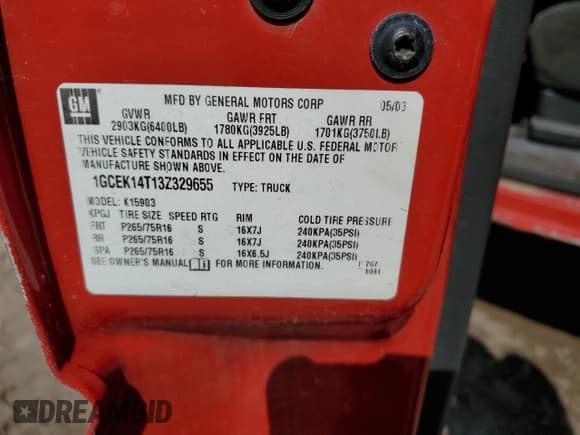 GM
MFD BY GENERAL MOTORS CORP 05/03
GVWR GAWR FRT GAWR RR
2903KG(6400LB) 1780KG(3925LB) 1701KG(3750LB)
THIS VEHICLE CONFORMS TO ALL APPLICABLE U.S. FEDERAL MOTOR
VEHICLE SAFETY STANDARDS IN EFFECT ON THE DATE OF
MANUFACTURE SHOWN ABOVE.
1GCEK14T13Z329655 TYPE: TRUCK
MODEL: K15903
KPGJ TIRE SIZE SPEED RTG RIM COLD TIRE PRESSURE
FRT P265/75R16 S 16X7J 240KPA(35PSI)
RR P265/75R16 S 16X7J 240KPA(35PSI)
SPA P265/75R16 S 16X6.5J 240KPA(35PSI)
SEE OWNER'S MANUAL FOR MORE INFORMATION.
1031
DREAMBID